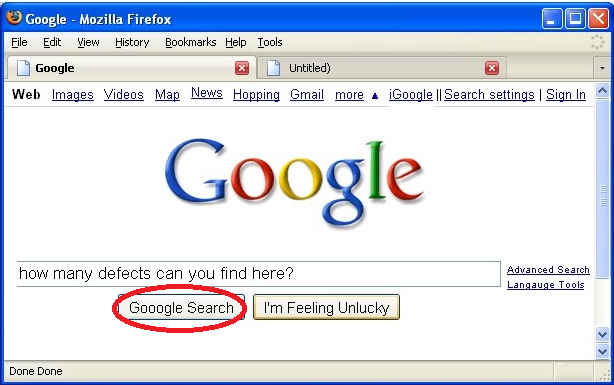 Google - Mozilla Firefox
File Edit View History Bookmarks Help Tools
Google Untitled)
Web Images Videos Map News Hopping Gmail more ▲ iGoogle || Search settings | Sign In
Google
how many defects can you find here?
Advanced Search
Langauge Tools
Gooogle Search I'm Feeling Unlucky
Done Done